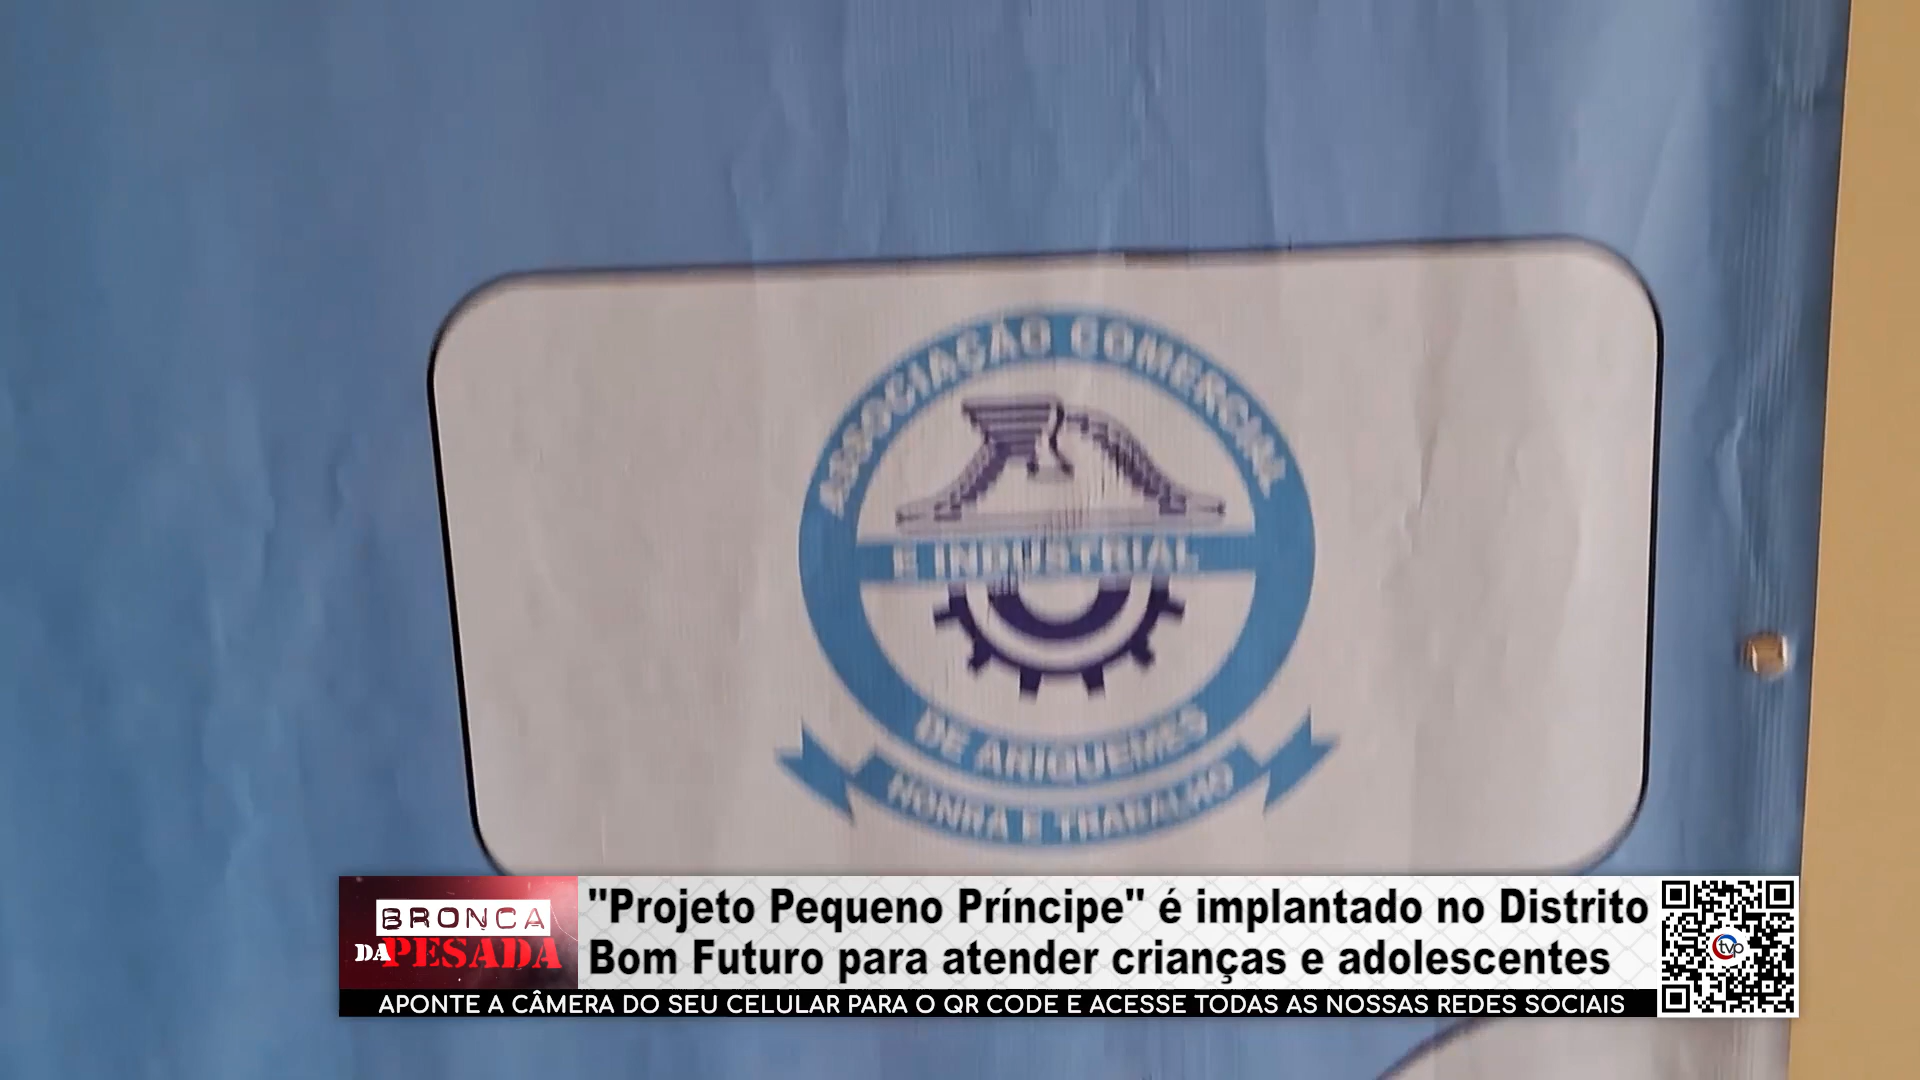 ASSOCIAÇÃO COMERCIAL
E INDUSTRIAL
DE ARIQUEMES
HONRA E TRABALHO
BRONCA
DA PESADA
"Projeto Pequeno Príncipe" é implantado no Distrito
Bom Futuro para atender crianças e adolescentes
tvp
APONTE A CÂMERA DO SEU CELULAR PARA O QR CODE E ACESSE TODAS AS NOSSAS REDES SOCIAIS